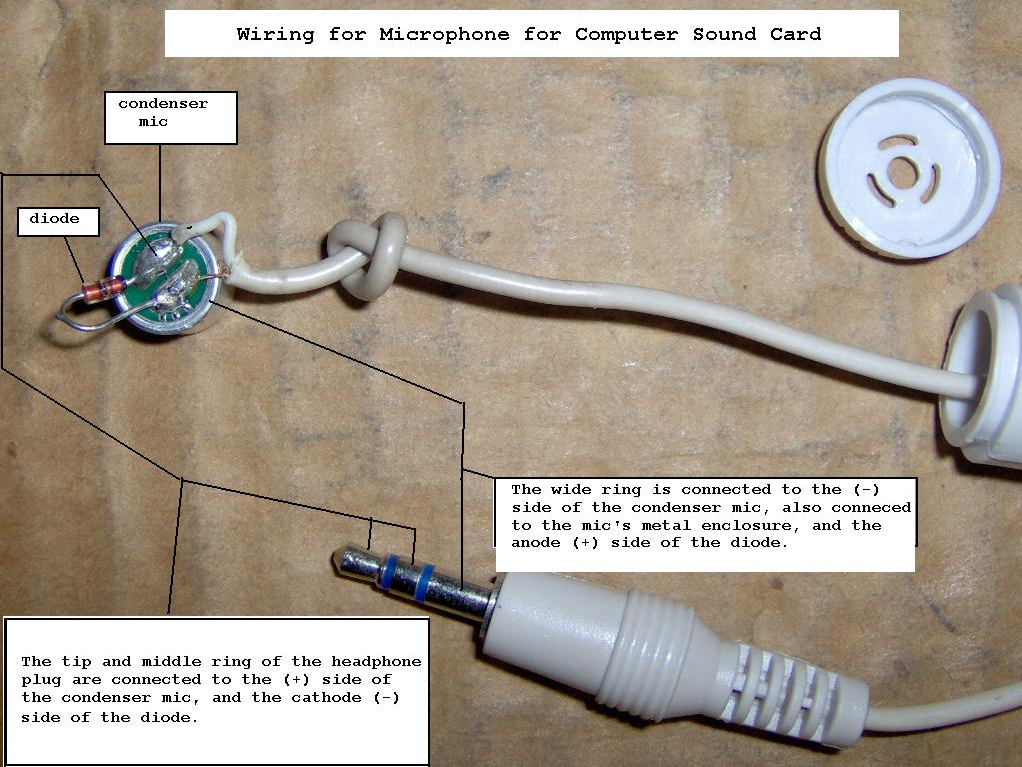 Wiring for Microphone for Computer Sound Card
condenser
mic
diode
The wide ring is connected to the (-)
side of the condenser mic, also conneced
to the mic's metal enclosure, and the
anode (+) side of the diode.
The tip and middle ring of the headphone
plug are connected to the (+) side of
the condenser mic, and the cathode (-)
side of the diode.